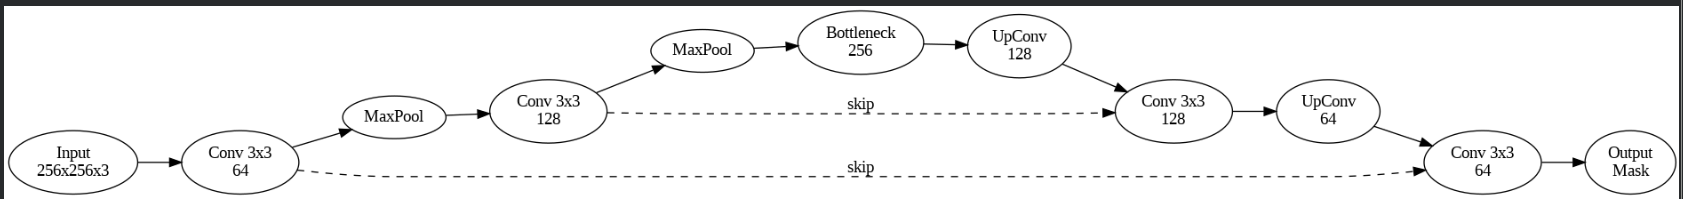 Input
256x256x3
Conv 3x3
64
MaxPool
Conv 3x3
128
MaxPool
Bottleneck
256
UpConv
128
skip
skip
Conv 3x3
128
UpConv
64
Conv 3x3
64
Output
Mask